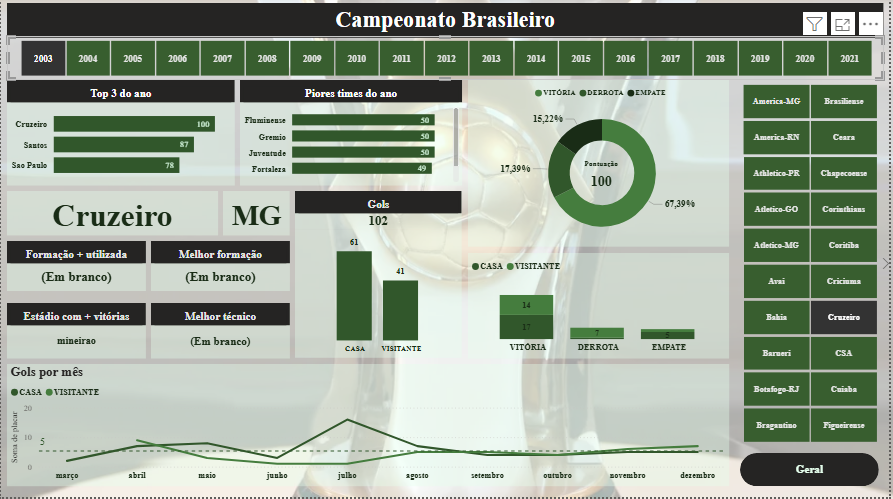 Campeonato Brasileiro
2003 2004 2005 2006 2007 2008 2009 2010 2011 2012 2013 2014 2015 2016 2017 2018 2019 2020 2021
Top 3 do ano
Cruzeiro 100
Santos 87
Sao Paulo 78
Piores times do ano
Fluminense 50
Gremio 50
Juventude 50
Fortaleza 49
VITÓRIA DERROTA EMPATE
15,22%
17,39%
67,39%
Pontuação
100
Cruzeiro
MG
Formação + utilizada
(Em branco)
Melhor formação
(Em branco)
Estádio com + vitórias
mineirao
Melhor técnico
(Em branco)
Gols
102
61
41
CASA VISITANTE
CASA VISITANTE
14
17
7
6
VITÓRIA DERROTA EMPATE
Gols por mês
CASA VISITANTE
Soma de placar
20
10
0
5
março abril maio junho julho agosto setembro outubro novembro dezembro
America-MG Brasiliense
America-RN Ceara
Athletico-PR Chapecoense
Atletico-GO Corinthians
Atletico-MG Coritiba
Avai Criciuma
Bahia Cruzeiro
Barueri CSA
Botafogo-RJ Cuiaba
Bragantino Figueirense
Geral